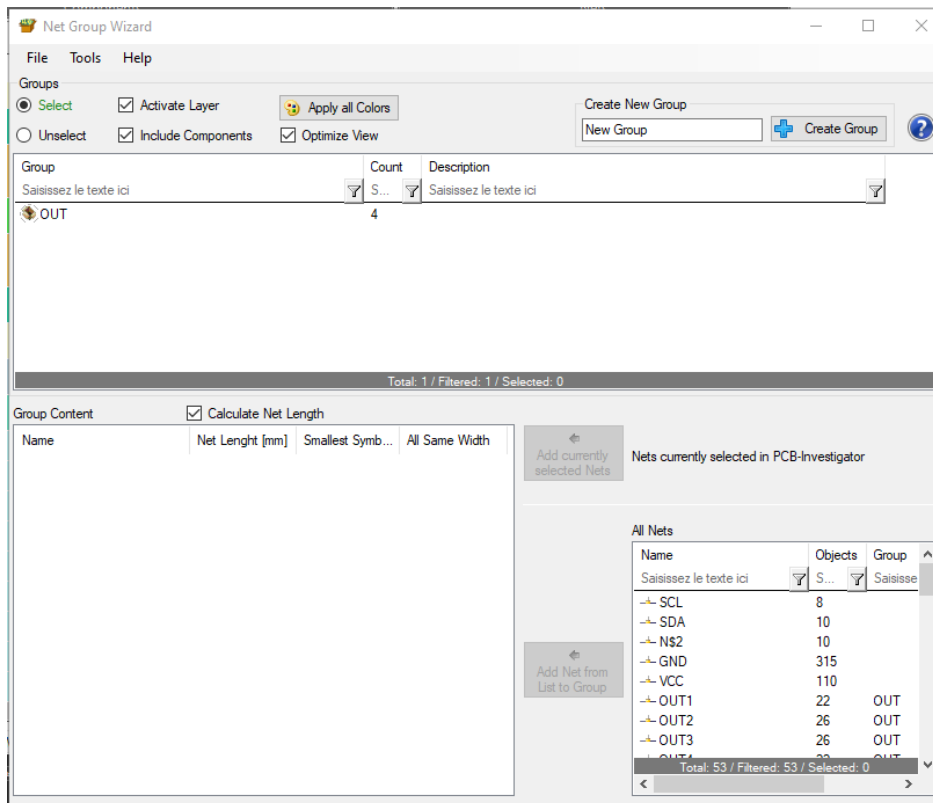 Net Group Wizard
File Tools Help
Groups
Select Activate Layer Apply all Colors
Unselect Include Components Optimize View
Create New Group
New Group Create Group
Group Count Description
Saisissez le texte ici S... Saisissez le texte ici
OUT 4
Total: 1 / Filtered: 1 / Selected: 0
Group Content Calculate Net Length
Name Net Lenght [mm] Smallest Symb... All Same Width
Add currently
selected Nets
Nets currently selected in PCB-Investigator
All Nets
Name Objects Group
Saisissez le texte ici S... Saisisse
SCL 8
SDA 10
N$2 10
GND 315
VCC 110
OUT1 22 OUT
OUT2 26 OUT
OUT3 26 OUT
Total: 53 / Filtered: 53 / Selected: 0
Add Net from
List to Group